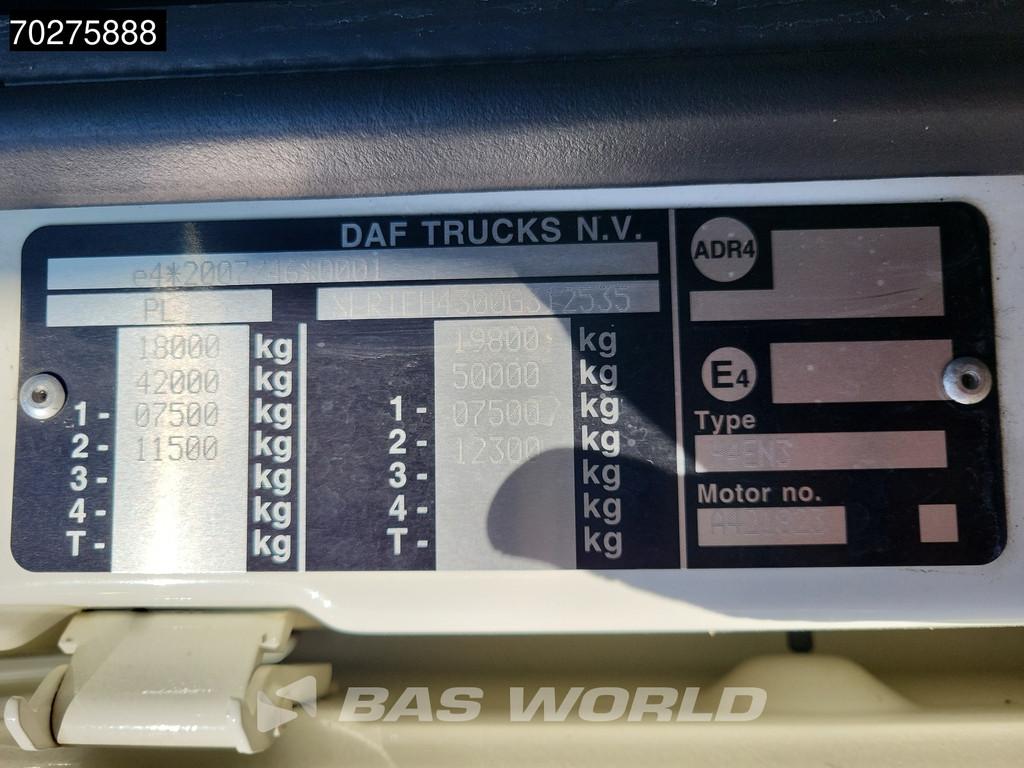 70275888
DAF TRUCKS N.V.
e4*2007/46*0001
PL
18000 kg 19800 kg
42000 kg 50000 kg
1- 07500 kg 1- 07500 kg
2- 11500 kg 2- 12300 kg
3- kg 3- kg
4- kg 4- kg
T- kg T- kg
ADR4
E4
Type
Motor no.
BAS WORLD